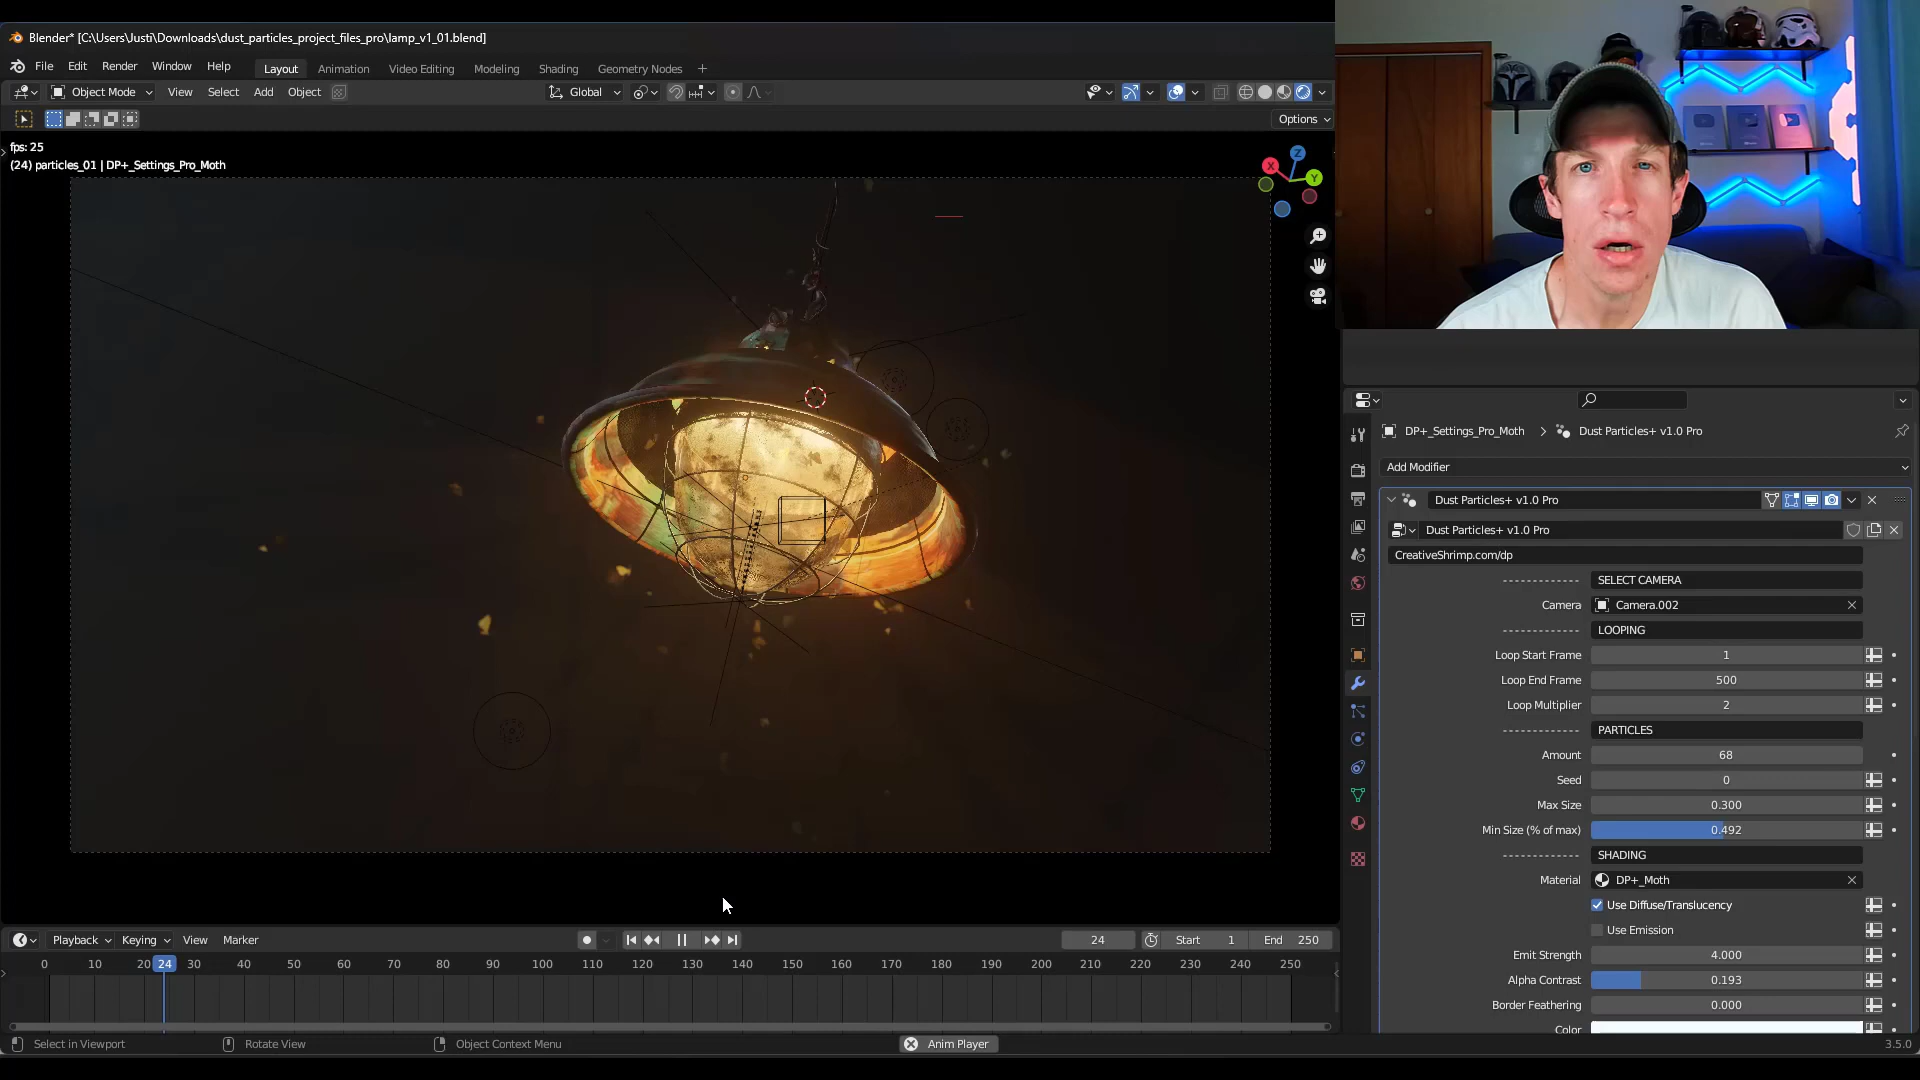 Blender* [C:\Users\Justi\Downloads\dust_particles_project_files_pro\lamp_v1_01.blend]
File Edit Render Window Help Layout Animation Video Editing Modeling Shading Geometry Nodes +
Object Mode View Select Add Object Global
Options
fps: 25
(24) particles_01 | DP+_Settings_Pro_Moth
Z
X
Y
DP+_Settings_Pro_Moth > Dust Particles+ v1.0 Pro
Add Modifier
Dust Particles+ v1.0 Pro
Dust Particles+ v1.0 Pro
CreativeShrimp.com/dp
------------ SELECT CAMERA
Camera Camera.002
------------ LOOPING
Loop Start Frame 1
Loop End Frame 500
Loop Multiplier 2
------------ PARTICLES
Amount 68
Seed 0
Max Size 0.300
Min Size (% of max) 0.492
------------ SHADING
Material DP+_Moth
Use Diffuse/Translucency
Use Emission
Emit Strength 4.000
Alpha Contrast 0.193
Border Feathering 0.000
Color
Playback Keying View Marker 24 Start 1 End 250
0 10 20 24 30 40 50 60 70 80 90 100 110 120 130 140 150 160 170 180 190 200 210 220 230 240 250
Select in Viewport Rotate View Object Context Menu Anim Player 3.5.0